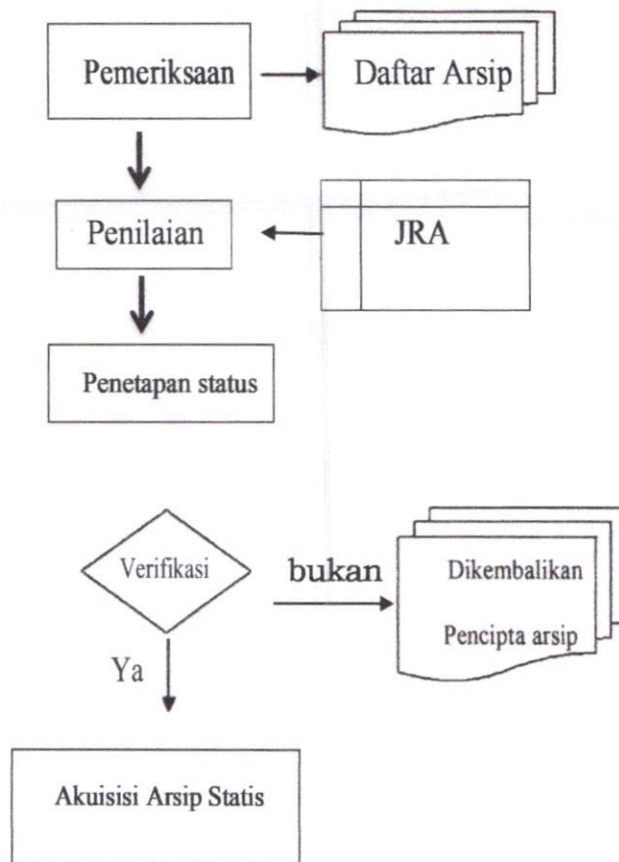 Pemeriksaan
Daftar Arsip
Penilaian
JRA
Penetapan status
Verifikasi
bukan
Dikembalikan
Pencipta arsip
Ya
Akuisisi Arsip Statis